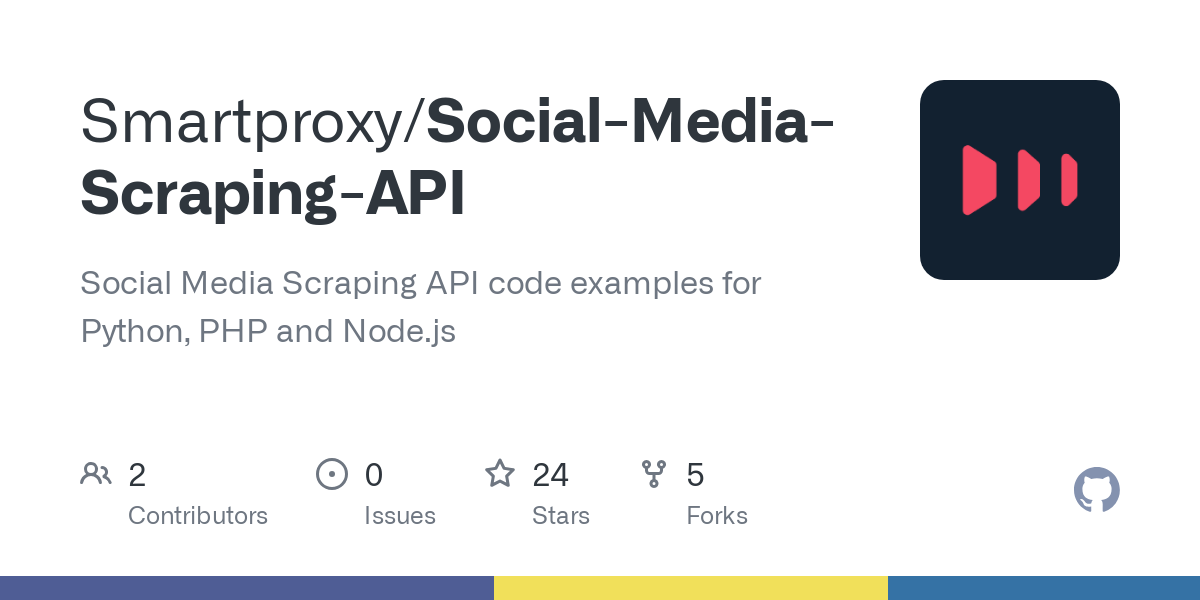 Smartproxy/Social-Media-
Scraping-API
Social Media Scraping API code examples for
Python, PHP and Node.js
2
Contributors
0
Issues
24
Stars
5
Forks